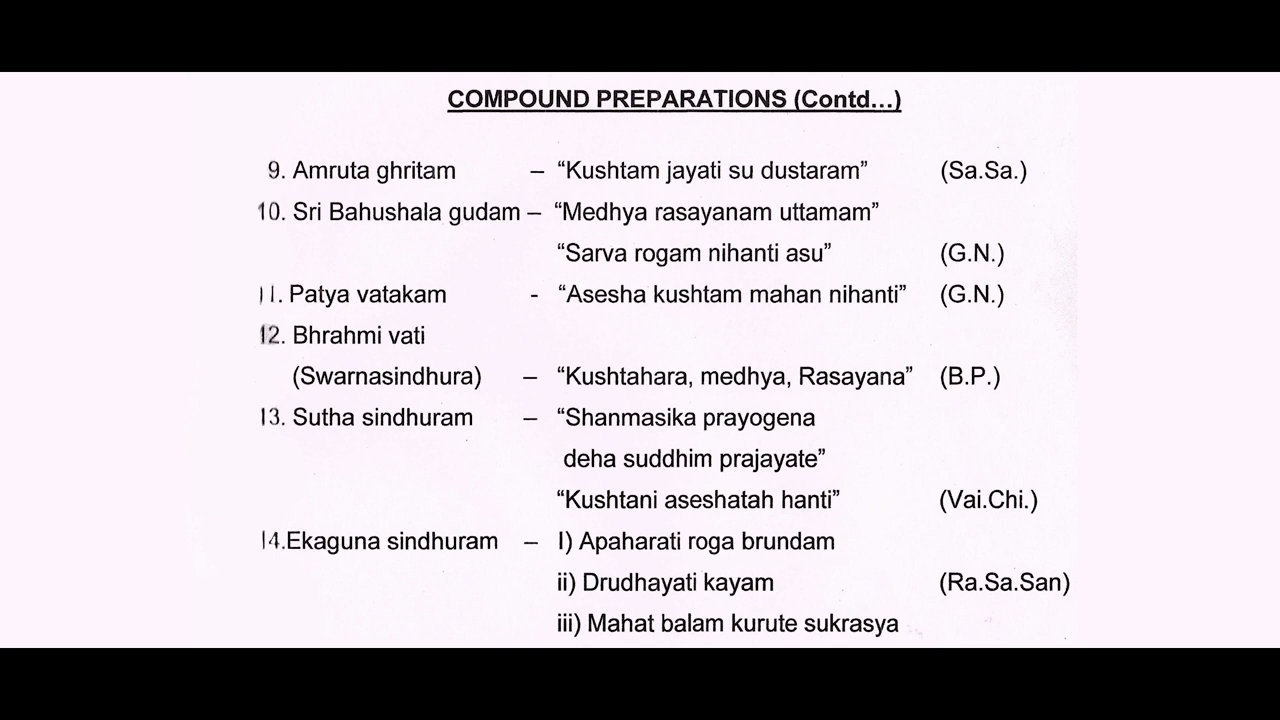 COMPOUND PREPARATIONS (Contd...)
9. Amruta ghritam – “Kushtam jayati su dustaram” (Sa.Sa.)
10. Sri Bahushala gudam – “Medhya rasayanam uttamam”
“Sarva rogam nihanti asu” (G.N.)
11. Patya vatakam - “Asesha kushtam mahan nihanti” (G.N.)
12. Bhrahmi vati
(Swarnasindhura) – “Kushtahara, medhya, Rasayana” (B.P.)
13. Sutha sindhuram – “Shanmasika prayogena
deha suddhim prajayate”
“Kushtani aseshatah hanti” (Vai.Chi.)
14.Ekaguna sindhuram – I) Apaharati roga brundam
ii) Drudhayati kayam (Ra.Sa.San)
iii) Mahat balam kurute sukrasya